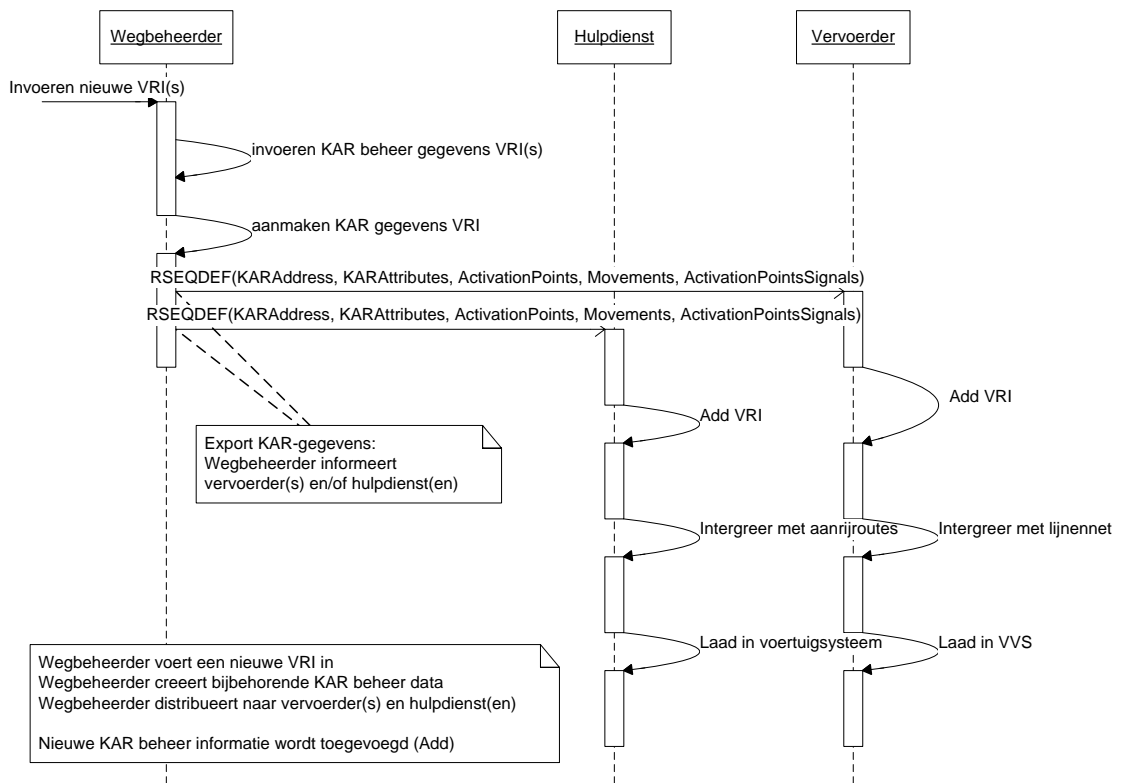 Wegbeheerder
Hulpdienst
Vervoerder
Invoeren nieuwe VRI(s)
invoeren KAR beheer gegevens VRI(s)
aanmaken KAR gegevens VRI
RSEQDEF(KARAddress, KARAttributes, ActivationPoints, Movements, ActivationPointsSignals)
RSEQDEF(KARAddress, KARAttributes, ActivationPoints, Movements, ActivationPointsSignals)
Add VRI
Add VRI
Export KAR-gegevens:
Wegbeheerder informeert
vervoerder(s) en/of hulpdienst(en)
Intergreer met aanrijroutes
Intergreer met lijnennet
Laad in voertuigsysteem
Laad in VVS
Wegbeheerder voert een nieuwe VRI in
Wegbeheerder creeert bijbehorende KAR beheer data
Wegbeheerder distribueert naar vervoerder(s) en hulpdienst(en)
Nieuwe KAR beheer informatie wordt toegevoegd (Add)